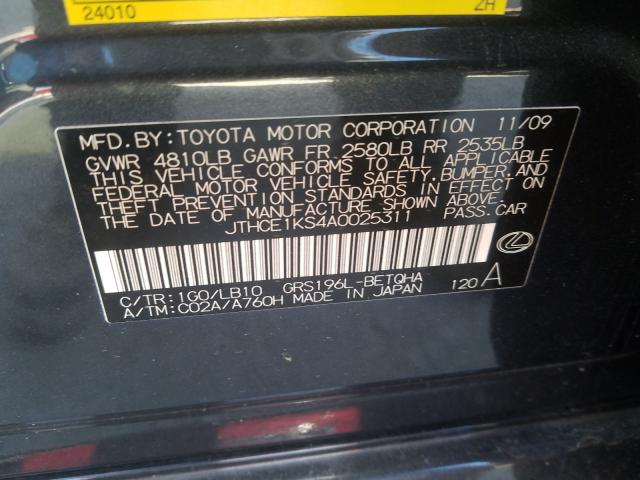 24010 2H
MFD. BY: TOYOTA MOTOR CORPORATION 11/09
GVWR 4810LB GAWR FR 2580LB RR 2535LB
THIS VEHICLE CONFORMS TO ALL APPLICABLE
FEDERAL MOTOR VEHICLE SAFETY, BUMPER, AND
THEFT PREVENTION STANDARDS IN EFFECT ON
THE DATE OF MANUFACTURE SHOWN ABOVE.
JTHCE1KS4A0025311 PASS. CAR
C/TR: 1G0/LB10 GRS196L-BETQHA
A/TM: C02A/A760H MADE IN JAPAN 120 A